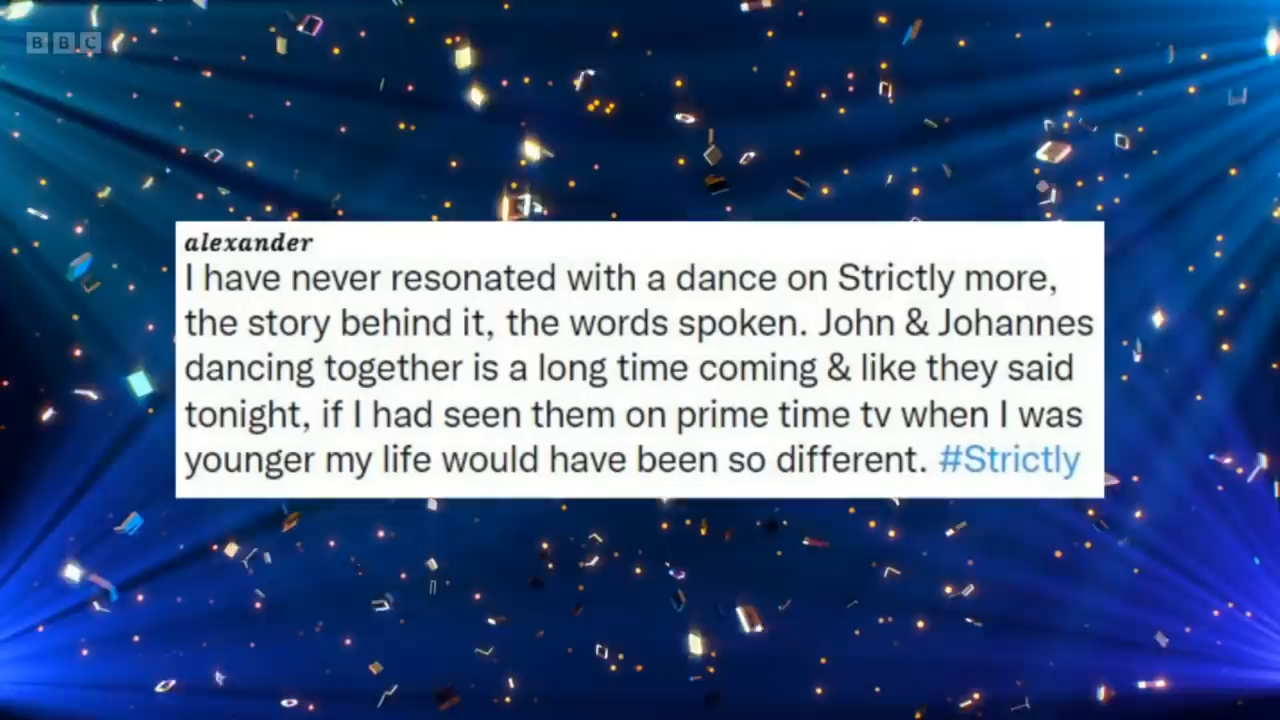 BBC
alexander
I have never resonated with a dance on Strictly more,
the story behind it, the words spoken. John & Johannes
dancing together is a long time coming & like they said
tonight, if I had seen them on prime time tv when I was
younger my life would have been so different. #Strictly